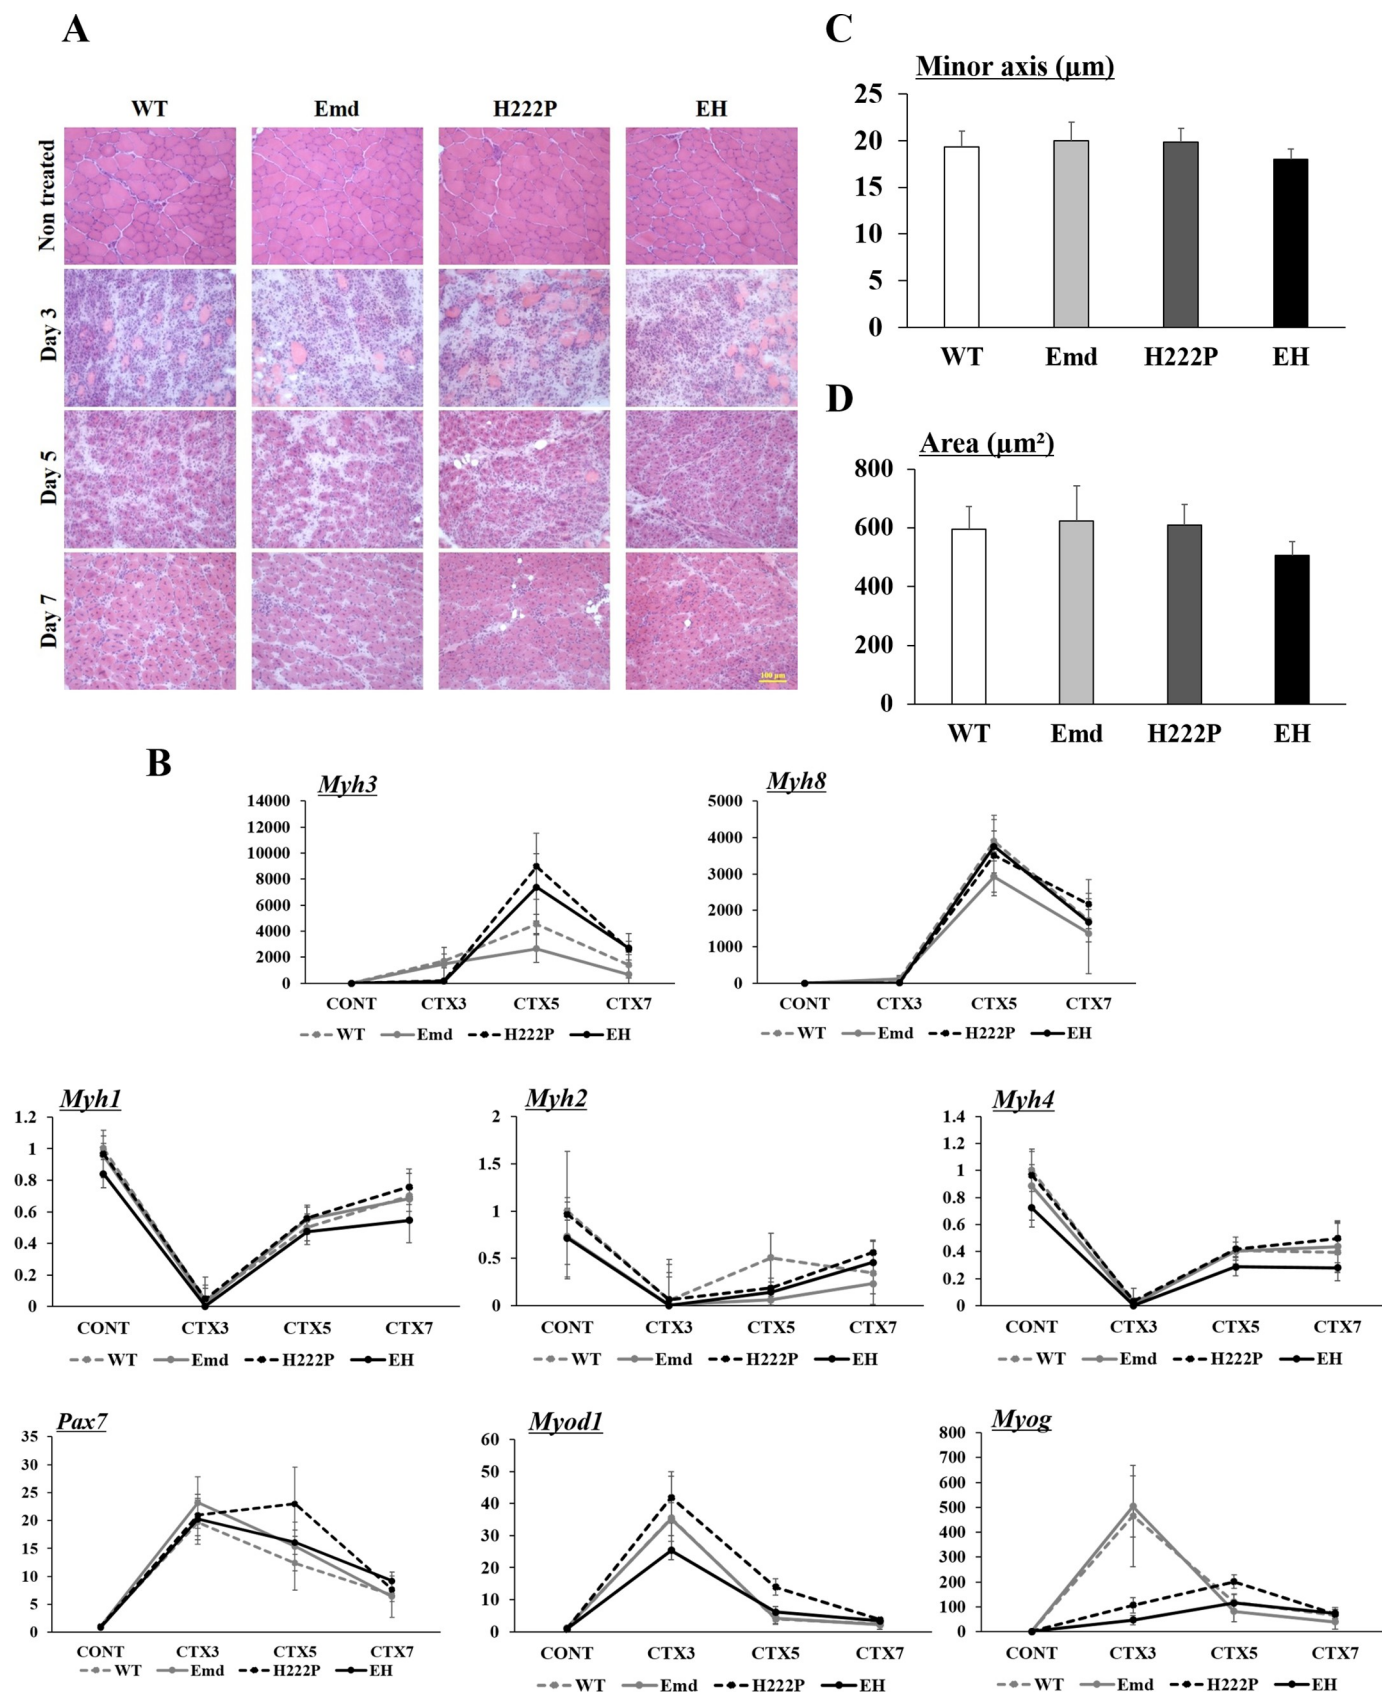 A
WT Emd H222P EH
Non treated
Day 3
Day 5
Day 7
100 µm
C
Minor axis (µm)
25
20
15
10
5
0
WT Emd H222P EH
D
Area (µm²)
800
600
400
200
0
WT Emd H222P EH
B
Myh3
14000
12000
10000
8000
6000
4000
2000
0
CONT CTX3 CTX5 CTX7
WT Emd H222P EH
Myh8
5000
4000
3000
2000
1000
0
CONT CTX3 CTX5 CTX7
WT Emd H222P EH
Myh1
1.2
1
0.8
0.6
0.4
0.2
0
CONT CTX3 CTX5 CTX7
WT Emd H222P EH
Myh2
2
1.5
1
0.5
0
CONT CTX3 CTX5 CTX7
WT Emd H222P EH
Myh4
1.4
1.2
1
0.8
0.6
0.4
0.2
0
CONT CTX3 CTX5 CTX7
WT Emd H222P EH
Pax7
35
30
25
20
15
10
5
0
CONT CTX3 CTX5 CTX7
WT Emd H222P EH
Myod1
60
50
40
30
20
10
0
CONT CTX3 CTX5 CTX7
WT Emd H222P EH
Myog
800
700
600
500
400
300
200
100
0
CONT CTX3 CTX5 CTX7
WT Emd H222P EH